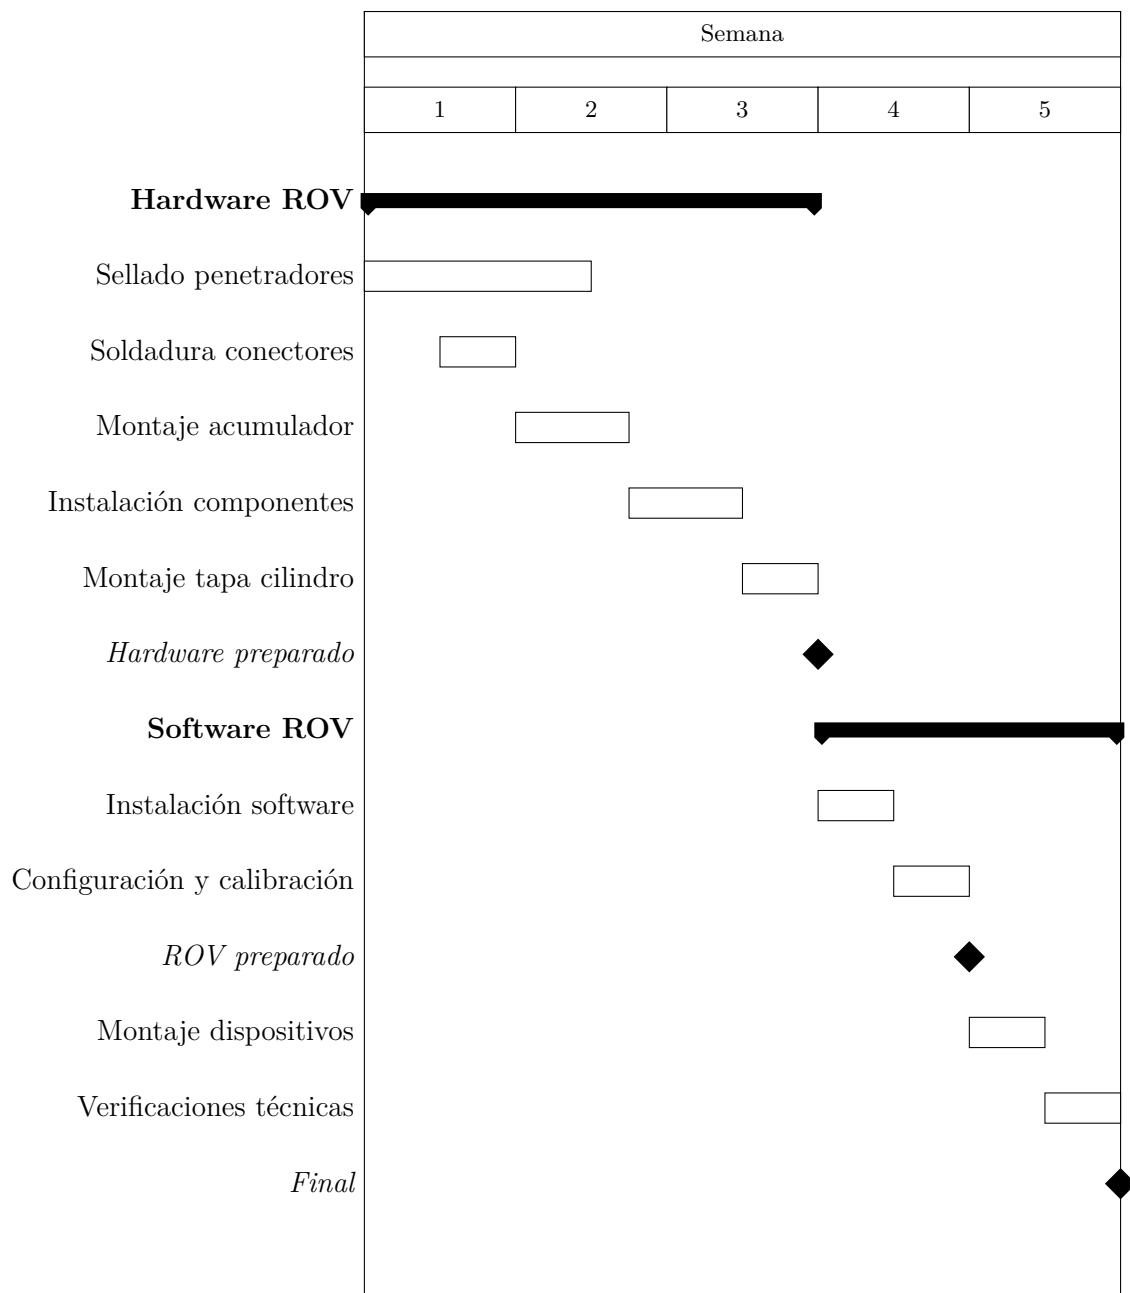 Semana
1 2 3 4 5
Hardware ROV
Sellado penetradores
Soldadura conectores
Montaje acumulador
Instalación componentes
Montaje tapa cilindro
Hardware preparado
Software ROV
Instalación software
Configuración y calibración
ROV preparado
Montaje dispositivos
Verificaciones técnicas
Final